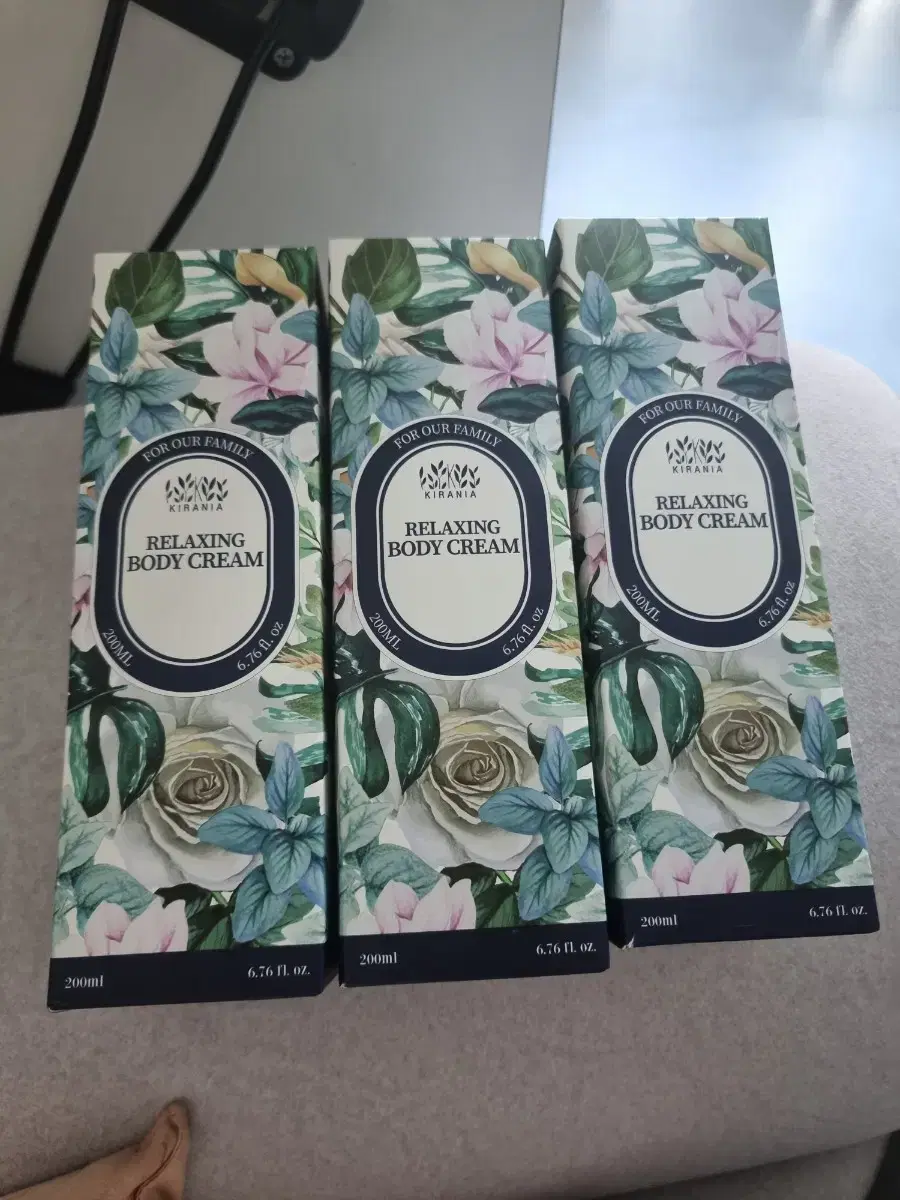 FOR OUR FAMILY
KIRANIA
RELAXING
BODY CREAM
200ML
6.76 fl. oz
200ml
6.76 fl. oz.
FOR OUR FAMILY
KIRANIA
RELAXING
BODY CREAM
200ML
6.76 fl. oz
200ml
6.76 fl. oz.
FOR OUR FAMILY
KIRANIA
RELAXING
BODY CREAM
200ML
6.76 fl. oz
200ml
6.76 fl. oz.